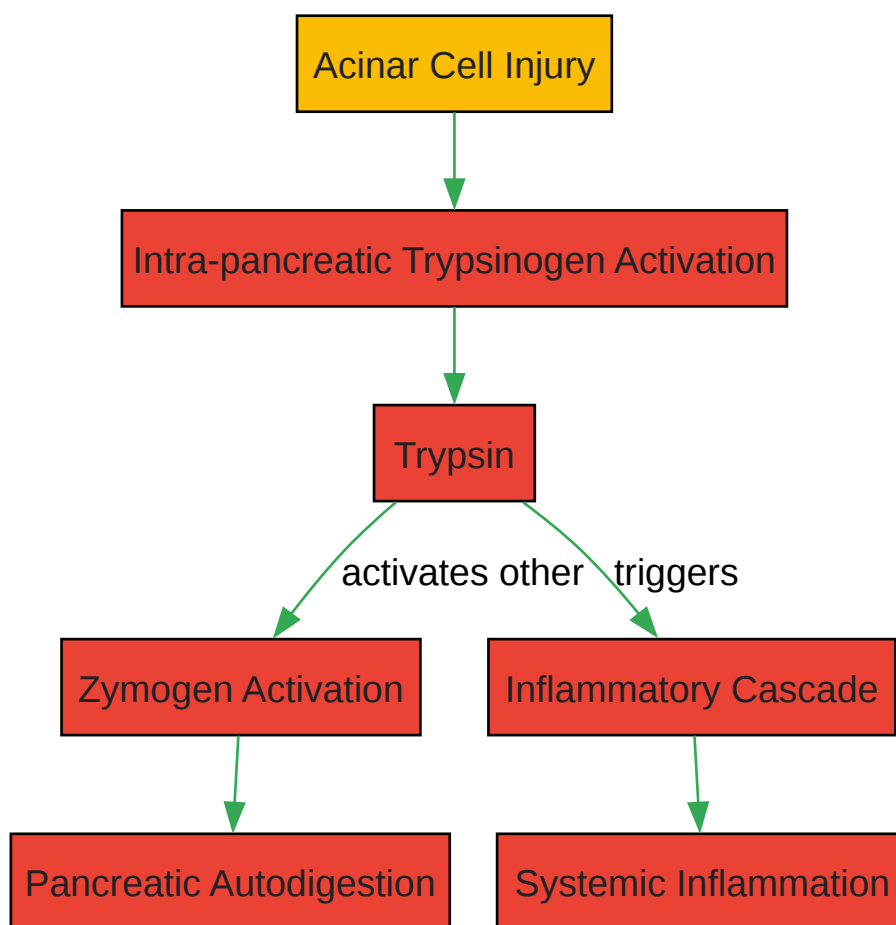 Acinar Cell Injury
Intra-pancreatic Trypsinogen Activation
Trypsin
activates other
triggers
Zymogen Activation
Inflammatory Cascade
Pancreatic Autodigestion
Systemic Inflammation